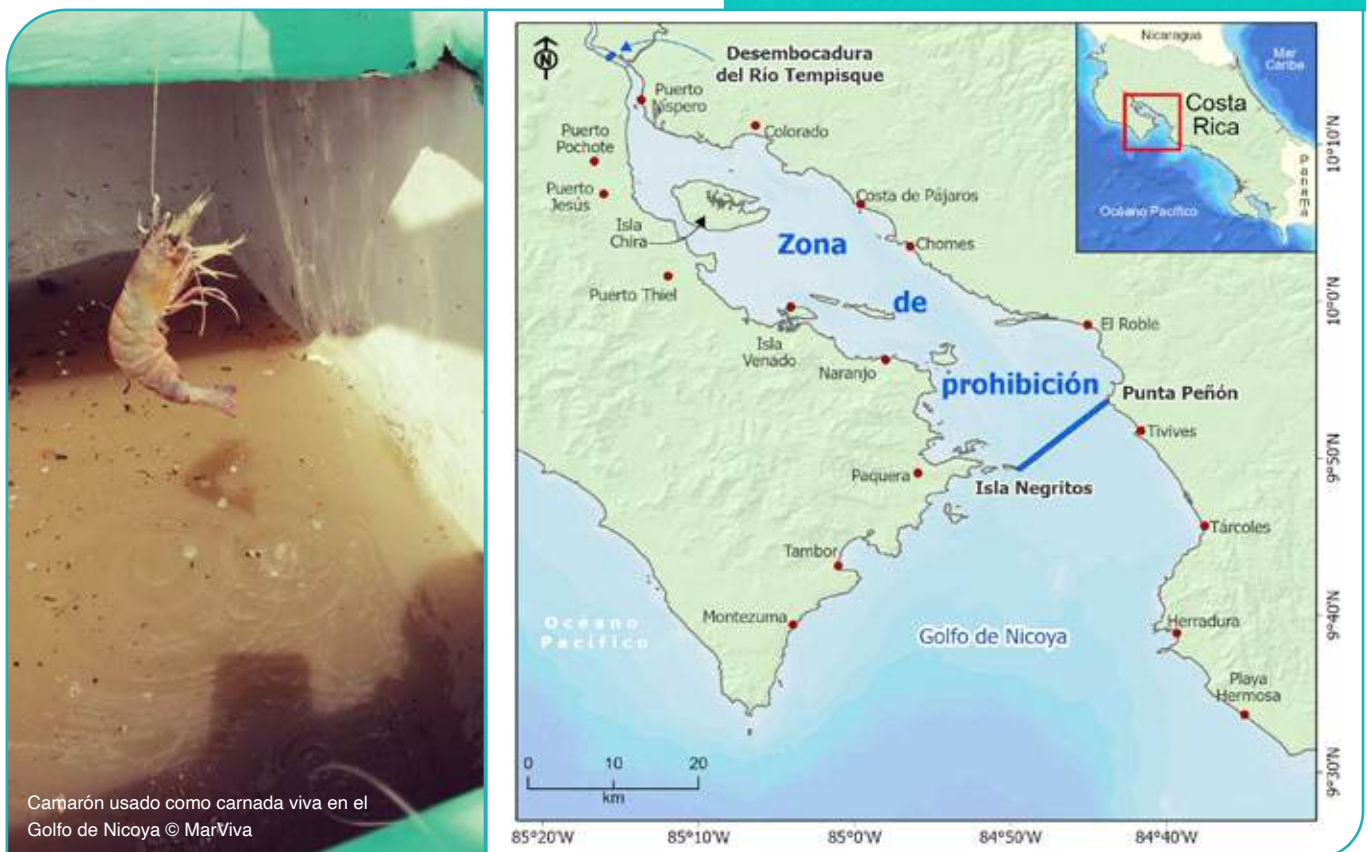 Camarón usado como carnada viva en el
Golfo de Nicoya © MarViva
N
Desembocadura
del Río Tempisque
Puerto
Níspero
Colorado
Puerto
Pochote
Puerto
Jesús
Isla
Chira
Costa de Pájaros
Zona
Chomes
Puerto Thiel
de
El Roble
Isla
Venado
Naranjo
prohibición
Punta Peñón
Tivives
Paquera
Isla Negritos
Tárcoles
Tambor
Montezuma
Océano
Pacífico
Golfo de Nicoya
Herradura
Playa
Hermosa
0 10 20
km
Nicaragua
Mar
Caribe
Costa
Rica
Panamá
Océano Pacífico
10°10'N
10°0'N
9°50'N
9°40'N
9°30'N
85°20'W 85°10'W 85°0'W 84°50'W 84°40'W